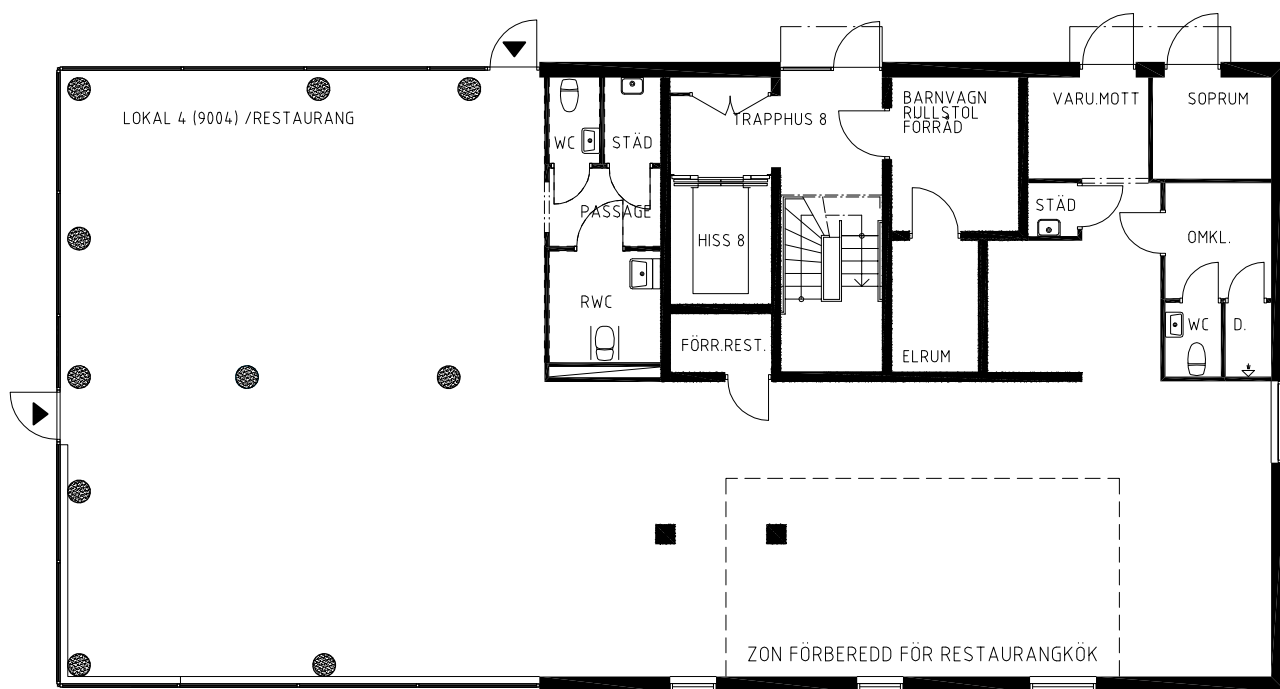 LOKAL 4 (9004) /RESTAURANG
WC
STÄD
PASSAGE
RWC
TRAPPHUS 8
HISS 8
FÖRR.REST.
BARNVAGN
RULLSTOL
FÖRRÅD
ELRUM
VARU.MOTT
SOPRUM
STÄD
OMKL.
WC
D.
ZON FÖRBEREDD FÖR RESTAURANGKÖK